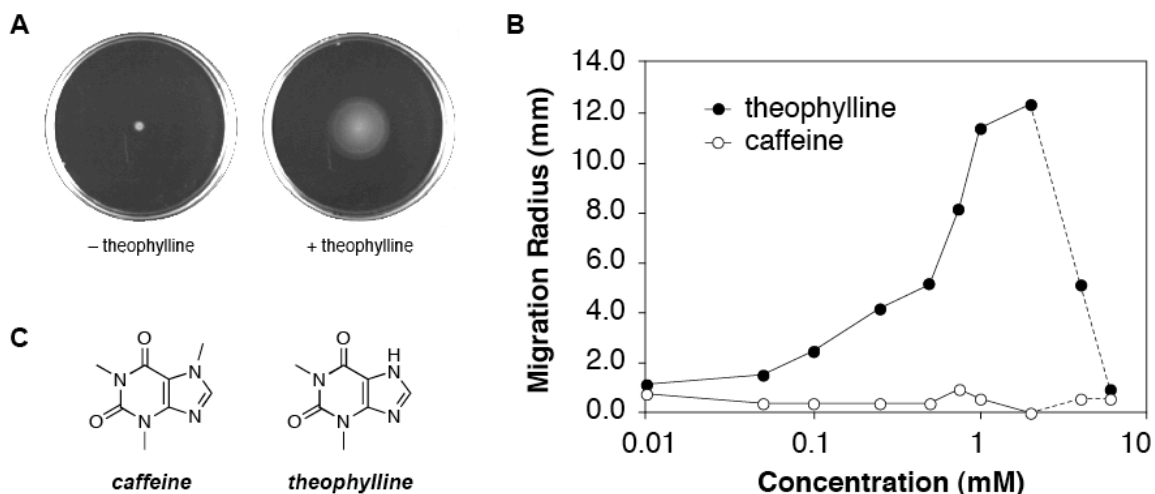 A
– theophylline
+ theophylline
B
Migration Radius (mm)
14.0
12.0
10.0
8.0
6.0
4.0
2.0
0.0
theophylline
caffeine
0.01
0.1
1
10
Concentration (mM)
C
O
N
N
O
N
N
caffeine
O
H
N
N
O
N
N
theophylline